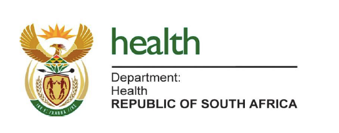 health
Department:
Health
REPUBLIC OF SOUTH AFRICA